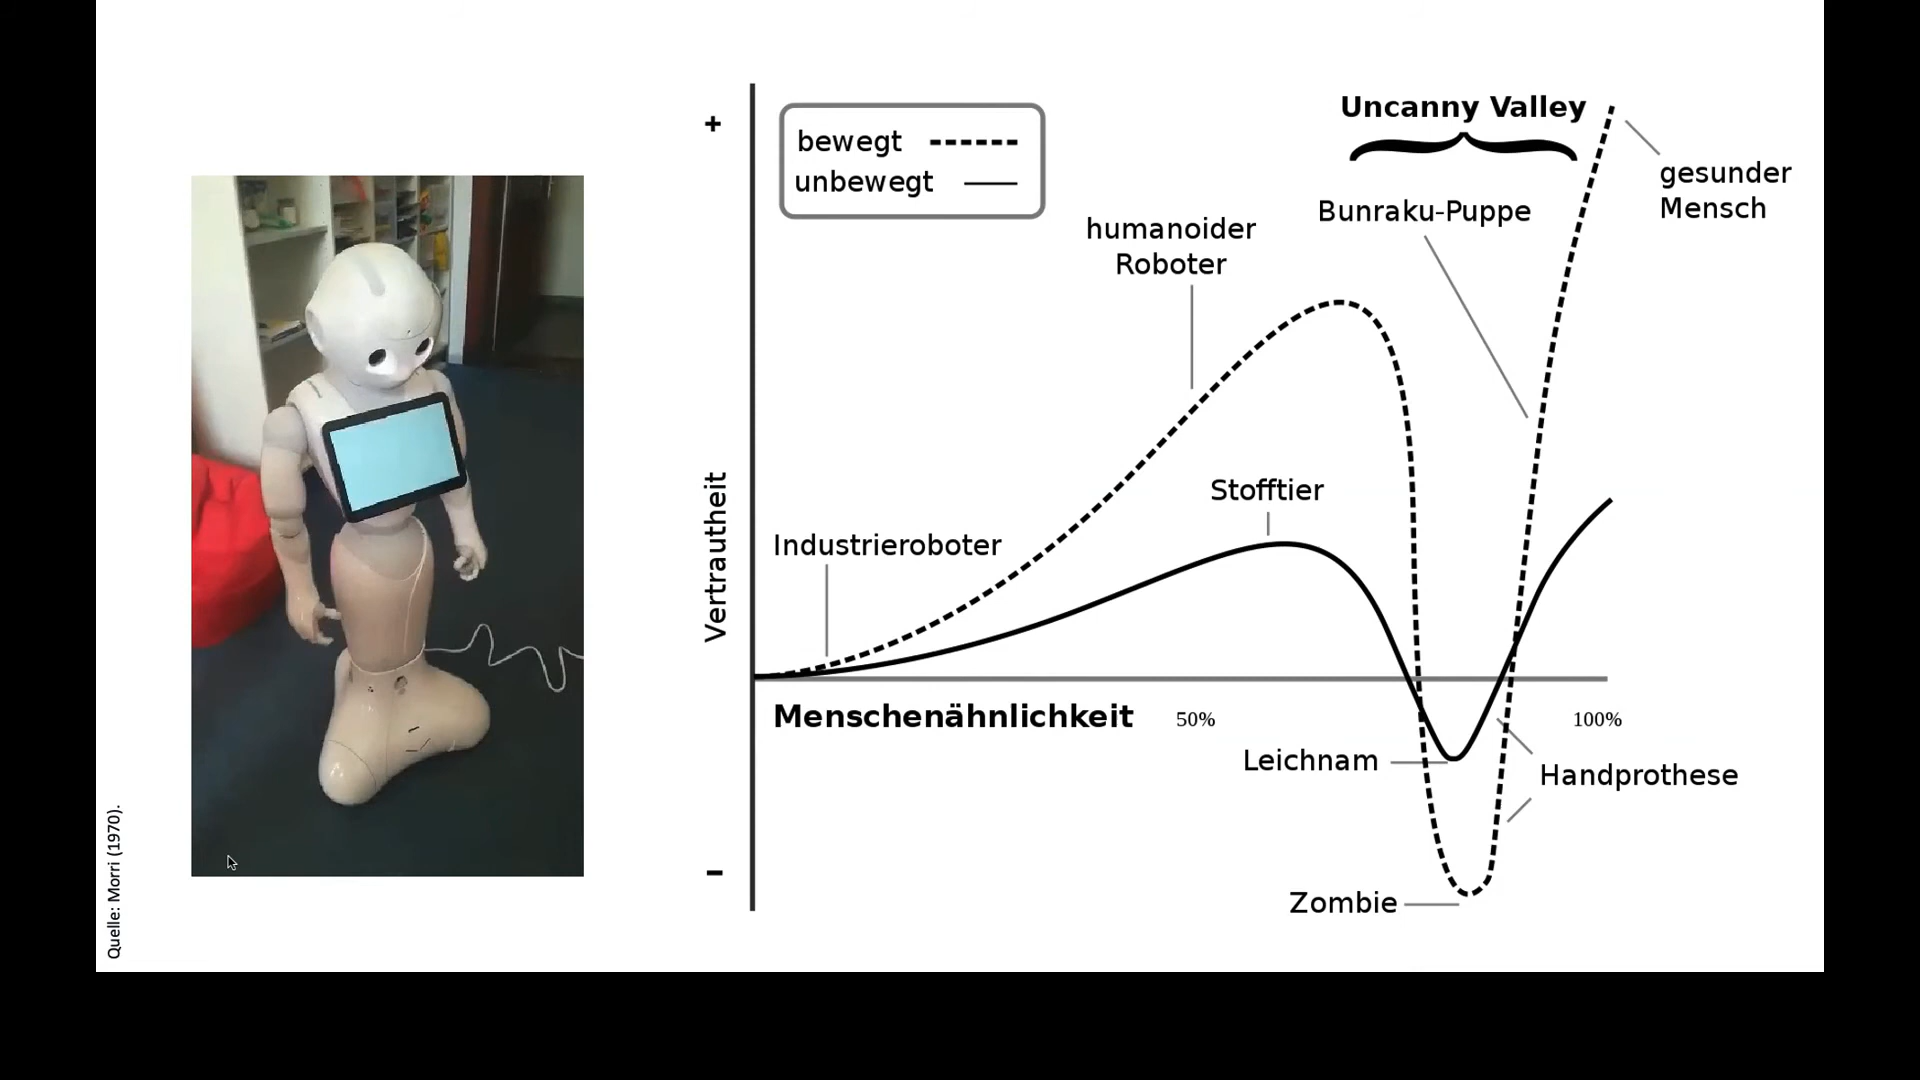 Quelle: Morri (1970).
+
bewegt
unbewegt
Uncanny Valley
gesunder
Mensch
Bunraku-Puppe
humanoider
Roboter
Stofftier
Industrieroboter
Vertrautheit
Menschenähnlichkeit
50%
100%
Leichnam
Handprothese
–
Zombie